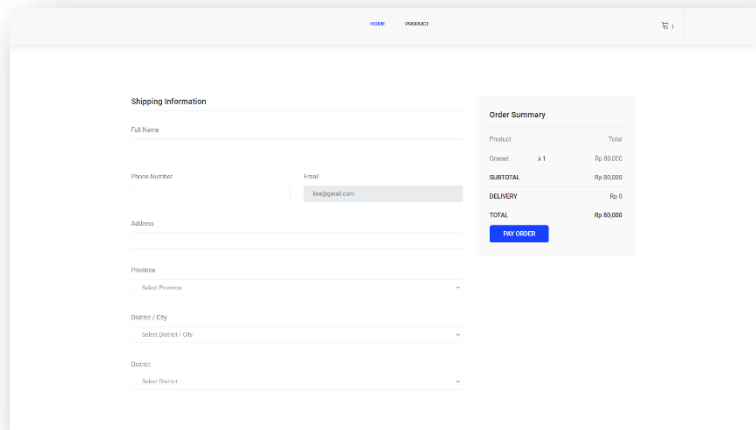 HOME PRODUCT 1
Shipping Information
Full Name
Phone Number Email
kee@gmail.com
Address
Province
Select Province
District / City
Select District / City
District
Select District
Order Summary
Product Total
Oneset x 1 Rp 80,000
SUBTOTAL Rp 80,000
DELIVERY Rp 0
TOTAL Rp 80,000
PAY ORDER